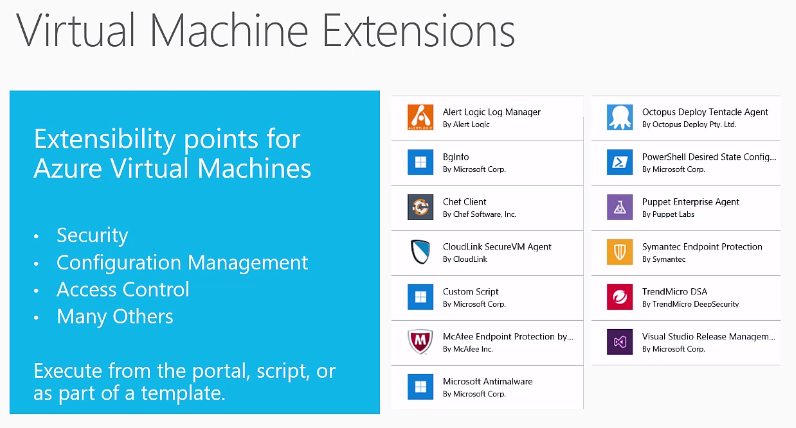 Virtual Machine Extensions
Extensibility points for
Azure Virtual Machines
• Security
• Configuration Management
• Access Control
• Many Others
Execute from the portal, script, or
as part of a template.
Alert Logic Log Manager
By Alert Logic
BgInfo
By Microsoft Corp.
Chef Client
By Chef Software, Inc.
CloudLink SecureVM Agent
By CloudLink
Custom Script
By Microsoft Corp.
McAfee Endpoint Protection by...
By McAfee Inc.
Microsoft Antimalware
By Microsoft Corp.
Octopus Deploy Tentacle Agent
By Octopus Deploy Pty. Ltd.
PowerShell Desired State Config...
By Microsoft Corp.
Puppet Enterprise Agent
By Puppet Labs
Symantec Endpoint Protection
By Symantec
TrendMicro DSA
By TrendMicro DeepSecurity
Visual Studio Release Managem...
By Microsoft Corp.